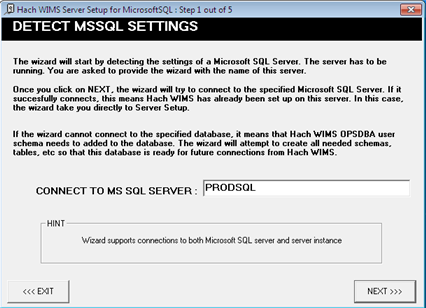 Hach WIMS Server Setup for MicrosoftSQL : Step 1 out of 5
DETECT MSSQL SETTINGS
The wizard will start by detecting the settings of a Microsoft SQL Server. The server has to be
running. You are asked to provide the wizard with the name of this server.
Once you click on NEXT, the wizard will try to connect to the specified Microsoft SQL Server. If it
succesfully connects, this means Hach WIMS has already been set up on this server. In this case,
the wizard take you directly to Server Setup.
If the wizard cannot connect to the specified database, it means that Hach WIMS OPSDBA user
schema needs to added to the database. The wizard will attempt to create all needed schemas,
tables, etc so that this database is ready for future connections from Hach WIMS.
CONNECT TO MS SQL SERVER : PRODSQL
HINT
Wizard supports connections to both Microsoft SQL server and server instance
<<< EXIT NEXT >>>